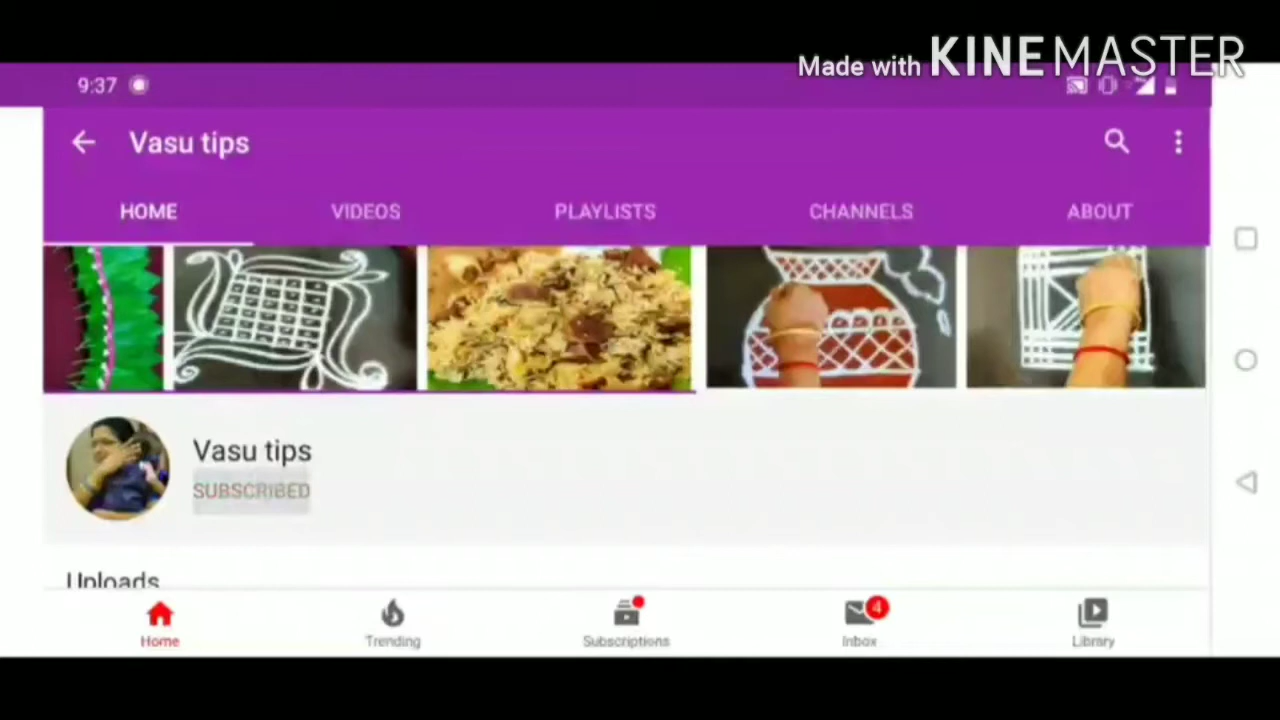 Made with KINEMASTER
9:37
Vasu tips
HOME VIDEOS PLAYLISTS CHANNELS ABOUT
Vasu tips
SUBSCRIBED
Uploads
4
Home Trending Subscriptions Inbox Library